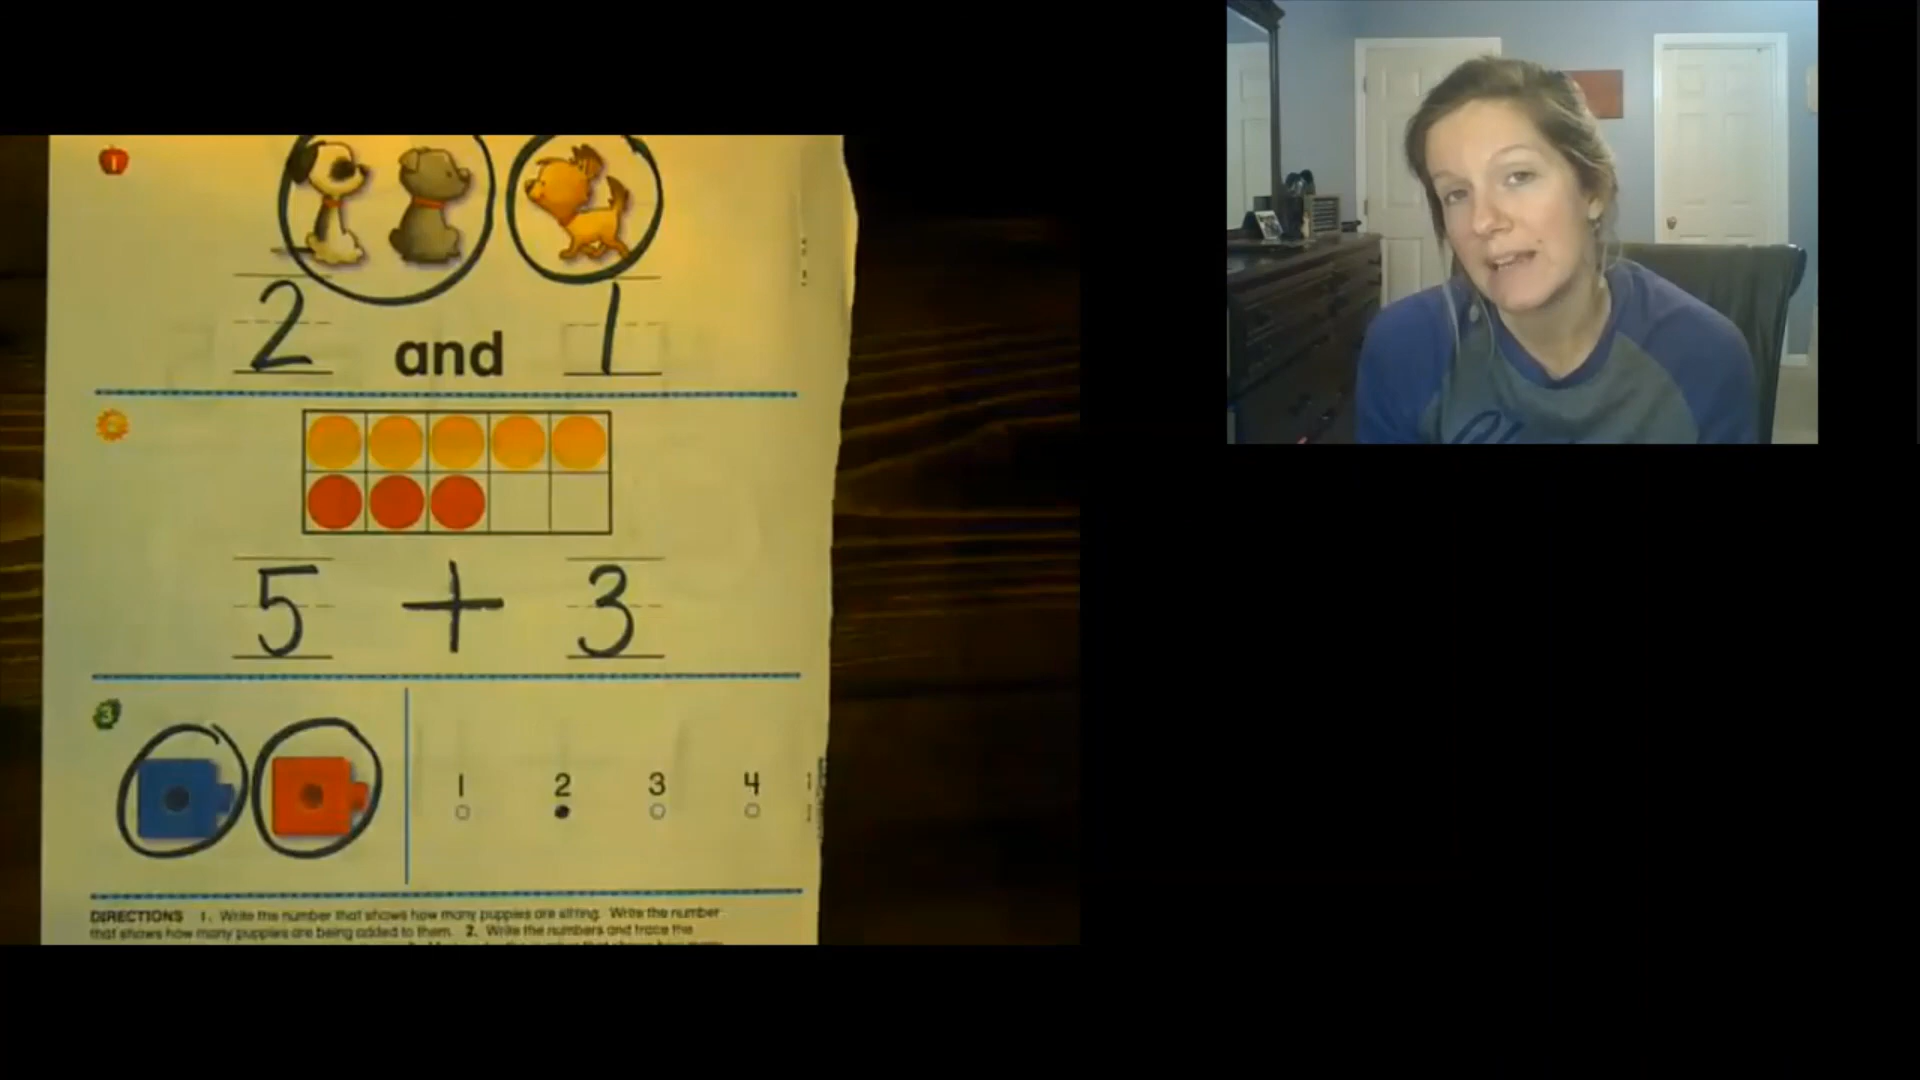 1
2 and 1
5 + 3
3
1 2 3 4
DIRECTIONS 1. Write the number that shows how many puppies are sitting. Write the number
that shows how many puppies are being added to them. 2. Write the numbers and trace the